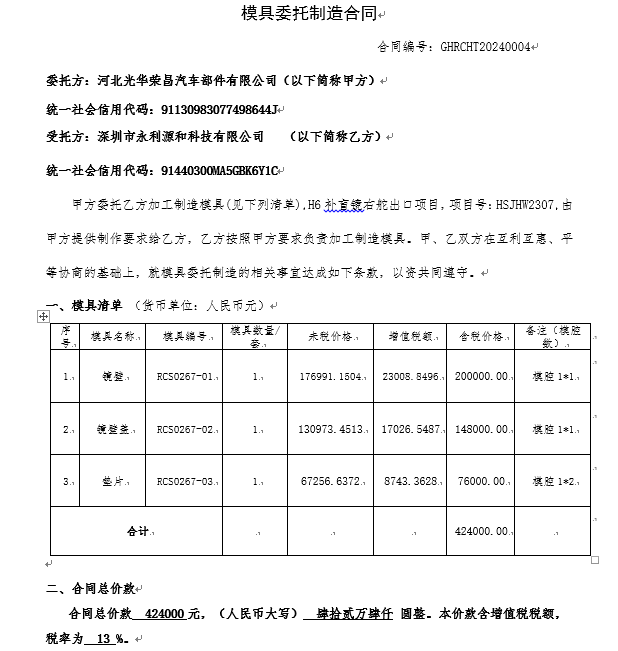 模具委托制造合同
合同编号：GHRCHT20240004
委托方：河北光华荣昌汽车部件有限公司（以下简称甲方）
统一社会信用代码：91130983077498644J
受托方：深圳市永利源和科技有限公司 （以下简称乙方）
统一社会信用代码：91440300MA5GBK6Y1C
甲方委托乙方加工制造模具(见下列清单),H6补盲镜右舵出口项目,项目号:HSJHW2307,由
甲方提供制作要求给乙方，乙方按照甲方要求负责加工制造模具。甲、乙双方在互利互惠、平
等协商的基础上，就模具委托制造的相关事宜达成如下条款，以资共同遵守。
一、模具清单 （货币单位：人民币元）
序号 模具名称 模具编号 模具数量/套 未税价格 增值税额 含税价格 备注（模腔数）
1. 镜壁 RCS0267-01 1 176991.1504 23008.8496 200000.00 模腔 1*1
2. 镜壁盖 RCS0267-02 1 130973.4513 17026.5487 148000.00 模腔 1*1
3. 垫片 RCS0267-03 1 67256.6372 8743.3628 76000.00 模腔 1*2
合计 424000.00
二、合同总价款
合同总价款 424000 元，（人民币大写） 肆拾贰万肆仟 圆整。本价款含增值税税额，
税率为 13 %。